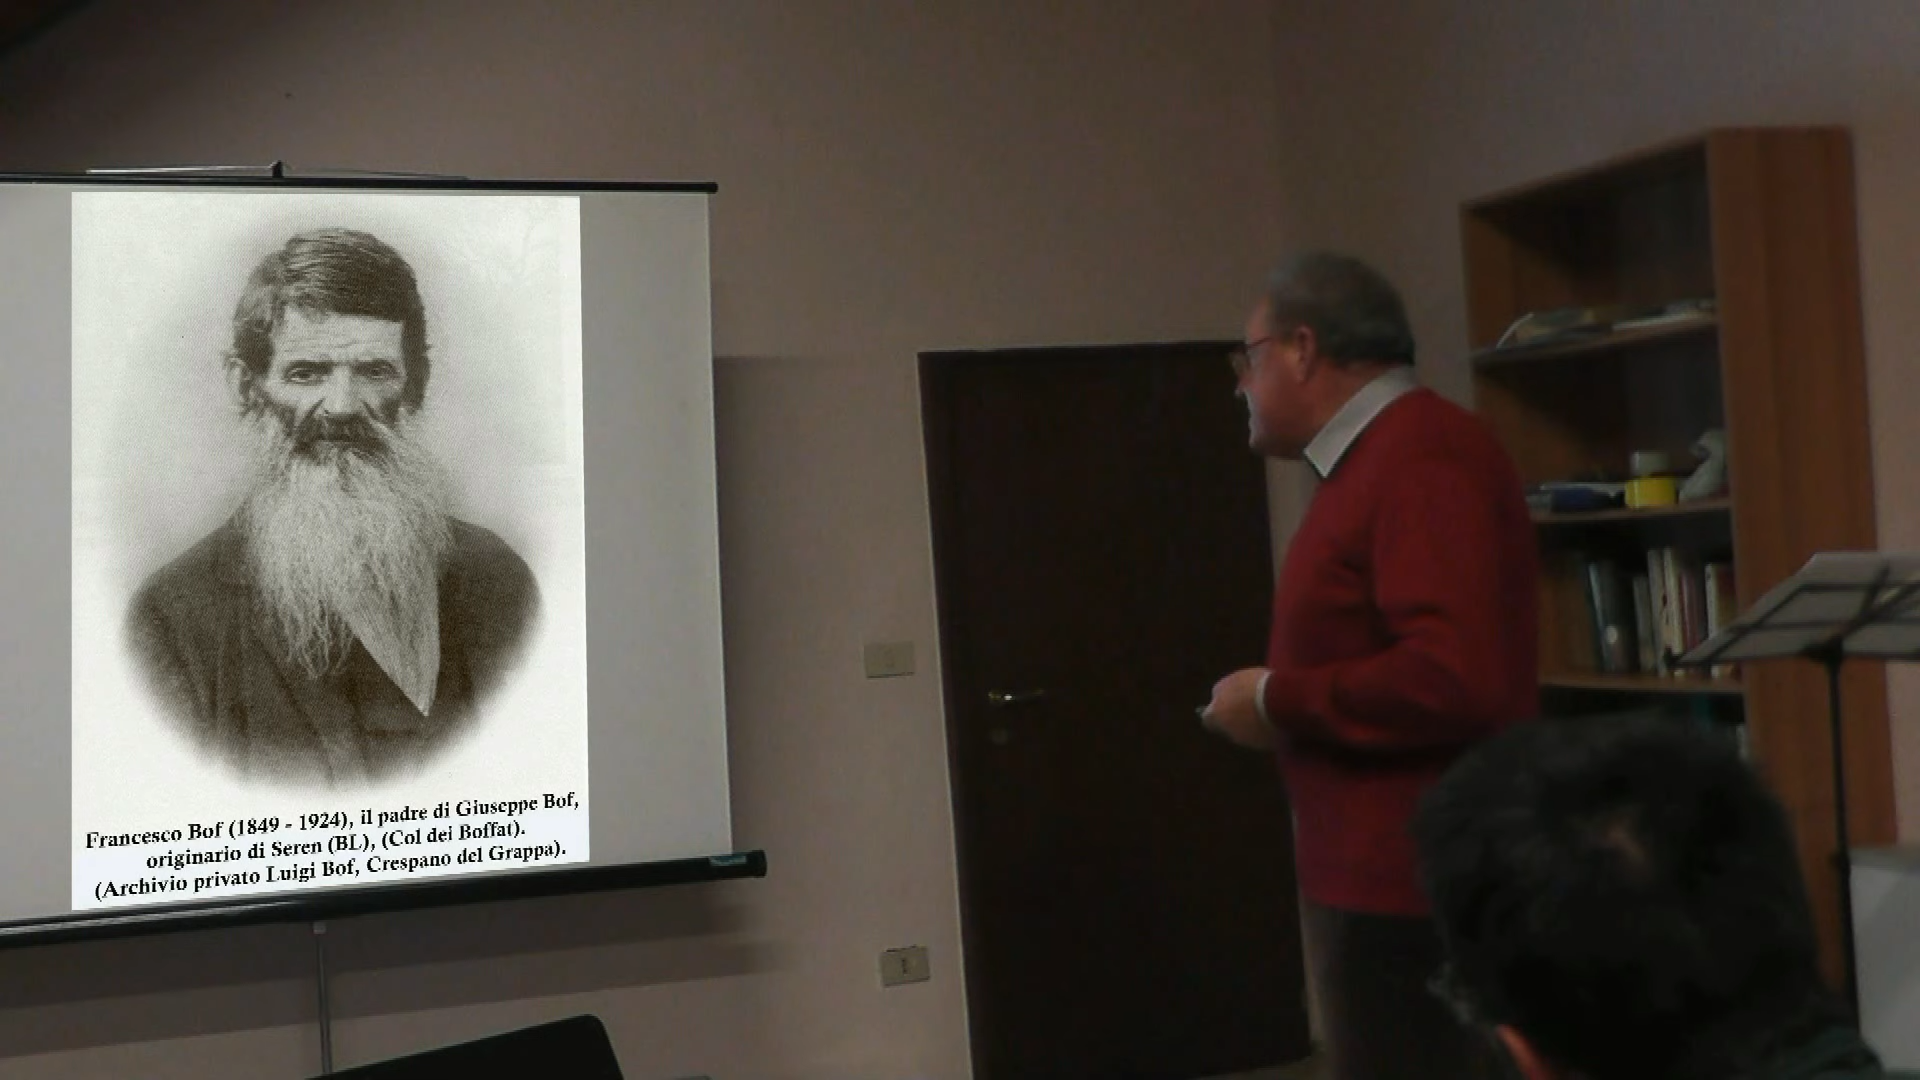 Francesco Bof (1849 - 1924), il padre di Giuseppe Bof,
originario di Seren (BL), (Col dei Boffat).
(Archivio privato Luigi Bof, Crespano del Grappa).